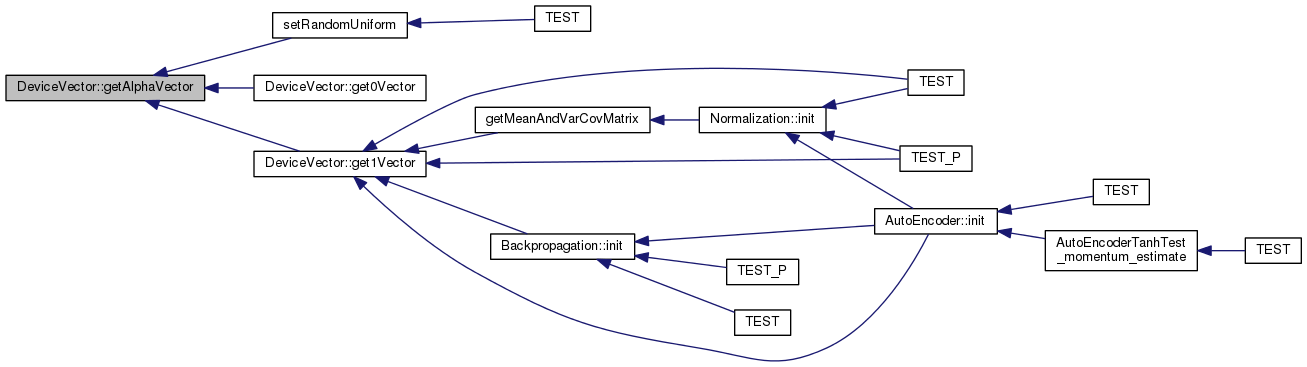 setRandomUniform
TEST
DeviceVector::getAlphaVector
DeviceVector::get0Vector
TEST
getMeanAndVarCovMatrix
Normalization::init
DeviceVector::get1Vector
TEST_P
TEST
AutoEncoder::init
Backpropagation::init
AutoEncoderTanhTest
_momentum_estimate
TEST
TEST_P
TEST